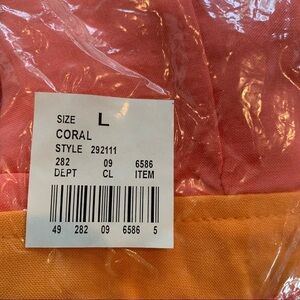 SIZE L
CORAL
STYLE 292111
282 09 6586
DEPT CL ITEM
49 282 09 6586 5